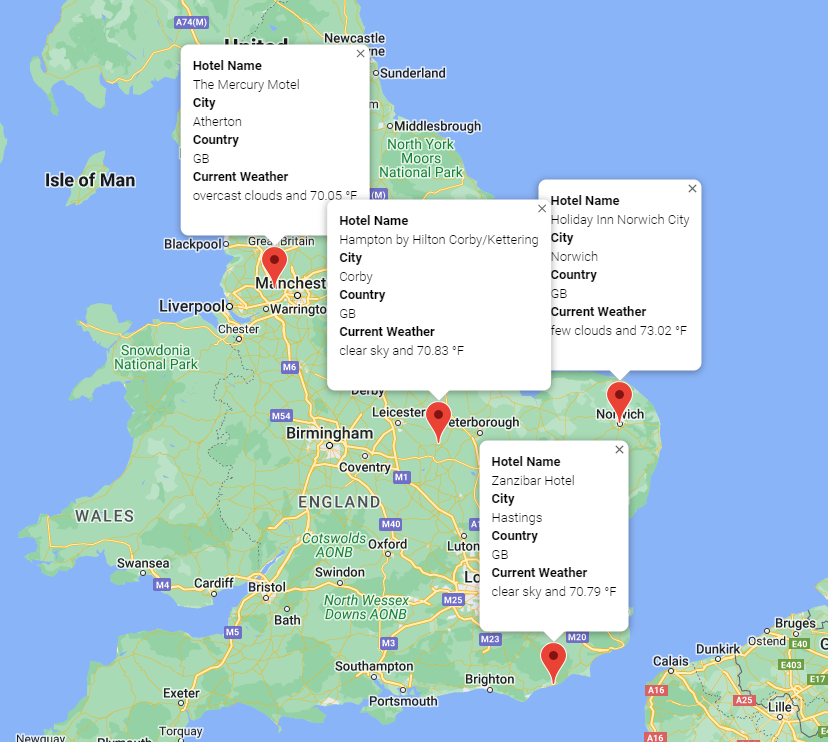 A74(M)
United
Newcastle
ne
Sunderland
m
Middlesbrough
North York
Moors
National Park
Isle of Man
(M)
Hotel Name
The Mercury Motel
City
Atherton
Country
GB
Current Weather
overcast clouds and 70.05 °F
Hotel Name
Hampton by Hilton Corby/Kettering
City
Corby
Country
GB
Current Weather
clear sky and 70.83 °F
Hotel Name
Holiday Inn Norwich City
City
Norwich
Country
GB
Current Weather
few clouds and 73.02 °F
Blackpool
Great Britain
Manchest
Liverpool
Warrington
Chester
Snowdonia
National Park
M6
Derby
M54
Leicester
eterborough
Norwich
Birmingham
Coventry
M1
Hotel Name
Zanzibar Hotel
City
Hastings
Country
GB
Current Weather
clear sky and 70.79 °F
WALES
ENGLAND
M40
A1
Cotswolds
AONB
Oxford
Luton
Swansea
M4
Cardiff
Bristol
Swindon
Lo
Bath
North Wessex
Downs AONB
M25
M5
M3
M23
M20
Southampton
Brighton
Portsmouth
Exeter
Torquay
Newquay
Plymouth
Bruges
Ostend
E40
G
Dunkirk
Calais
E403
E17
A16
A25
Lille
A16